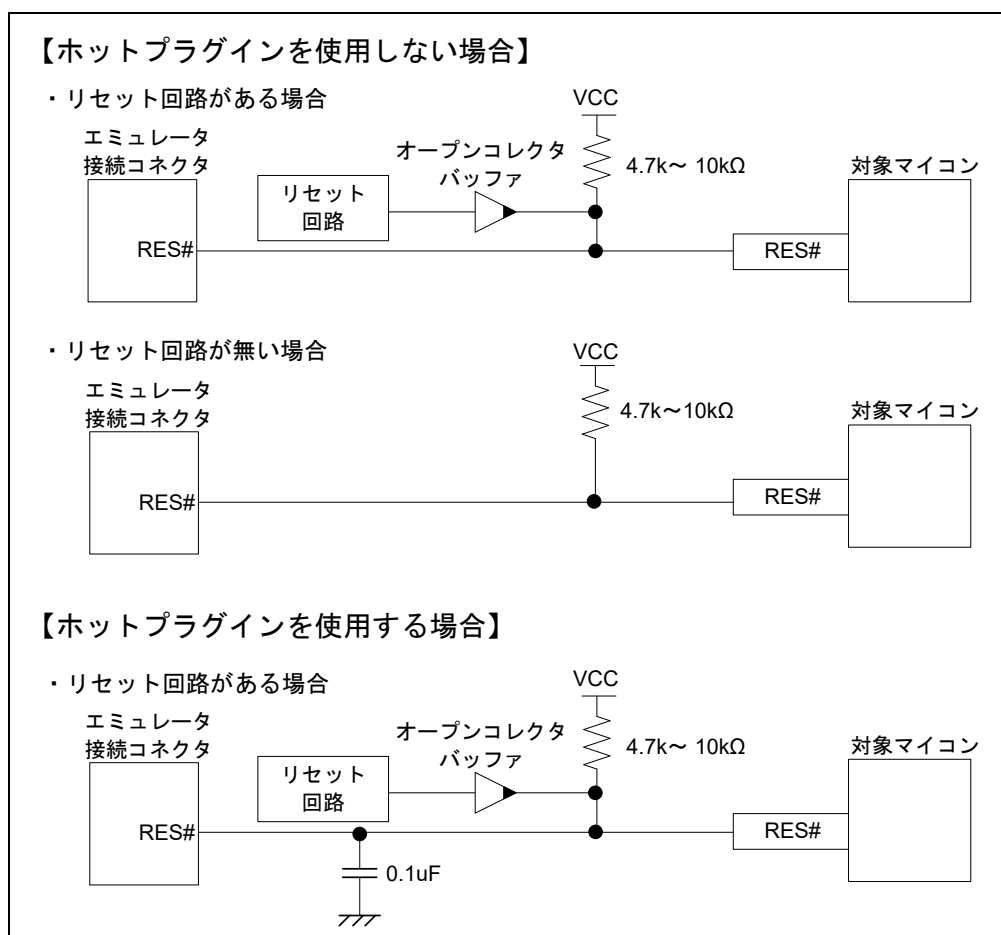 【ホットプラグインを使用しない場合】
・リセット回路がある場合
エミュレータ
接続コネクタ
RES#
リセット
回路
オープンコレクタ
バッファ
VCC
4.7k～ 10kΩ
RES#
対象マイコン
・リセット回路が無い場合
エミュレータ
接続コネクタ
RES#
VCC
4.7k～10kΩ
RES#
対象マイコン
【ホットプラグインを使用する場合】
・リセット回路がある場合
エミュレータ
接続コネクタ
RES#
リセット
回路
オープンコレクタ
バッファ
VCC
4.7k～ 10kΩ
0.1uF
RES#
対象マイコン